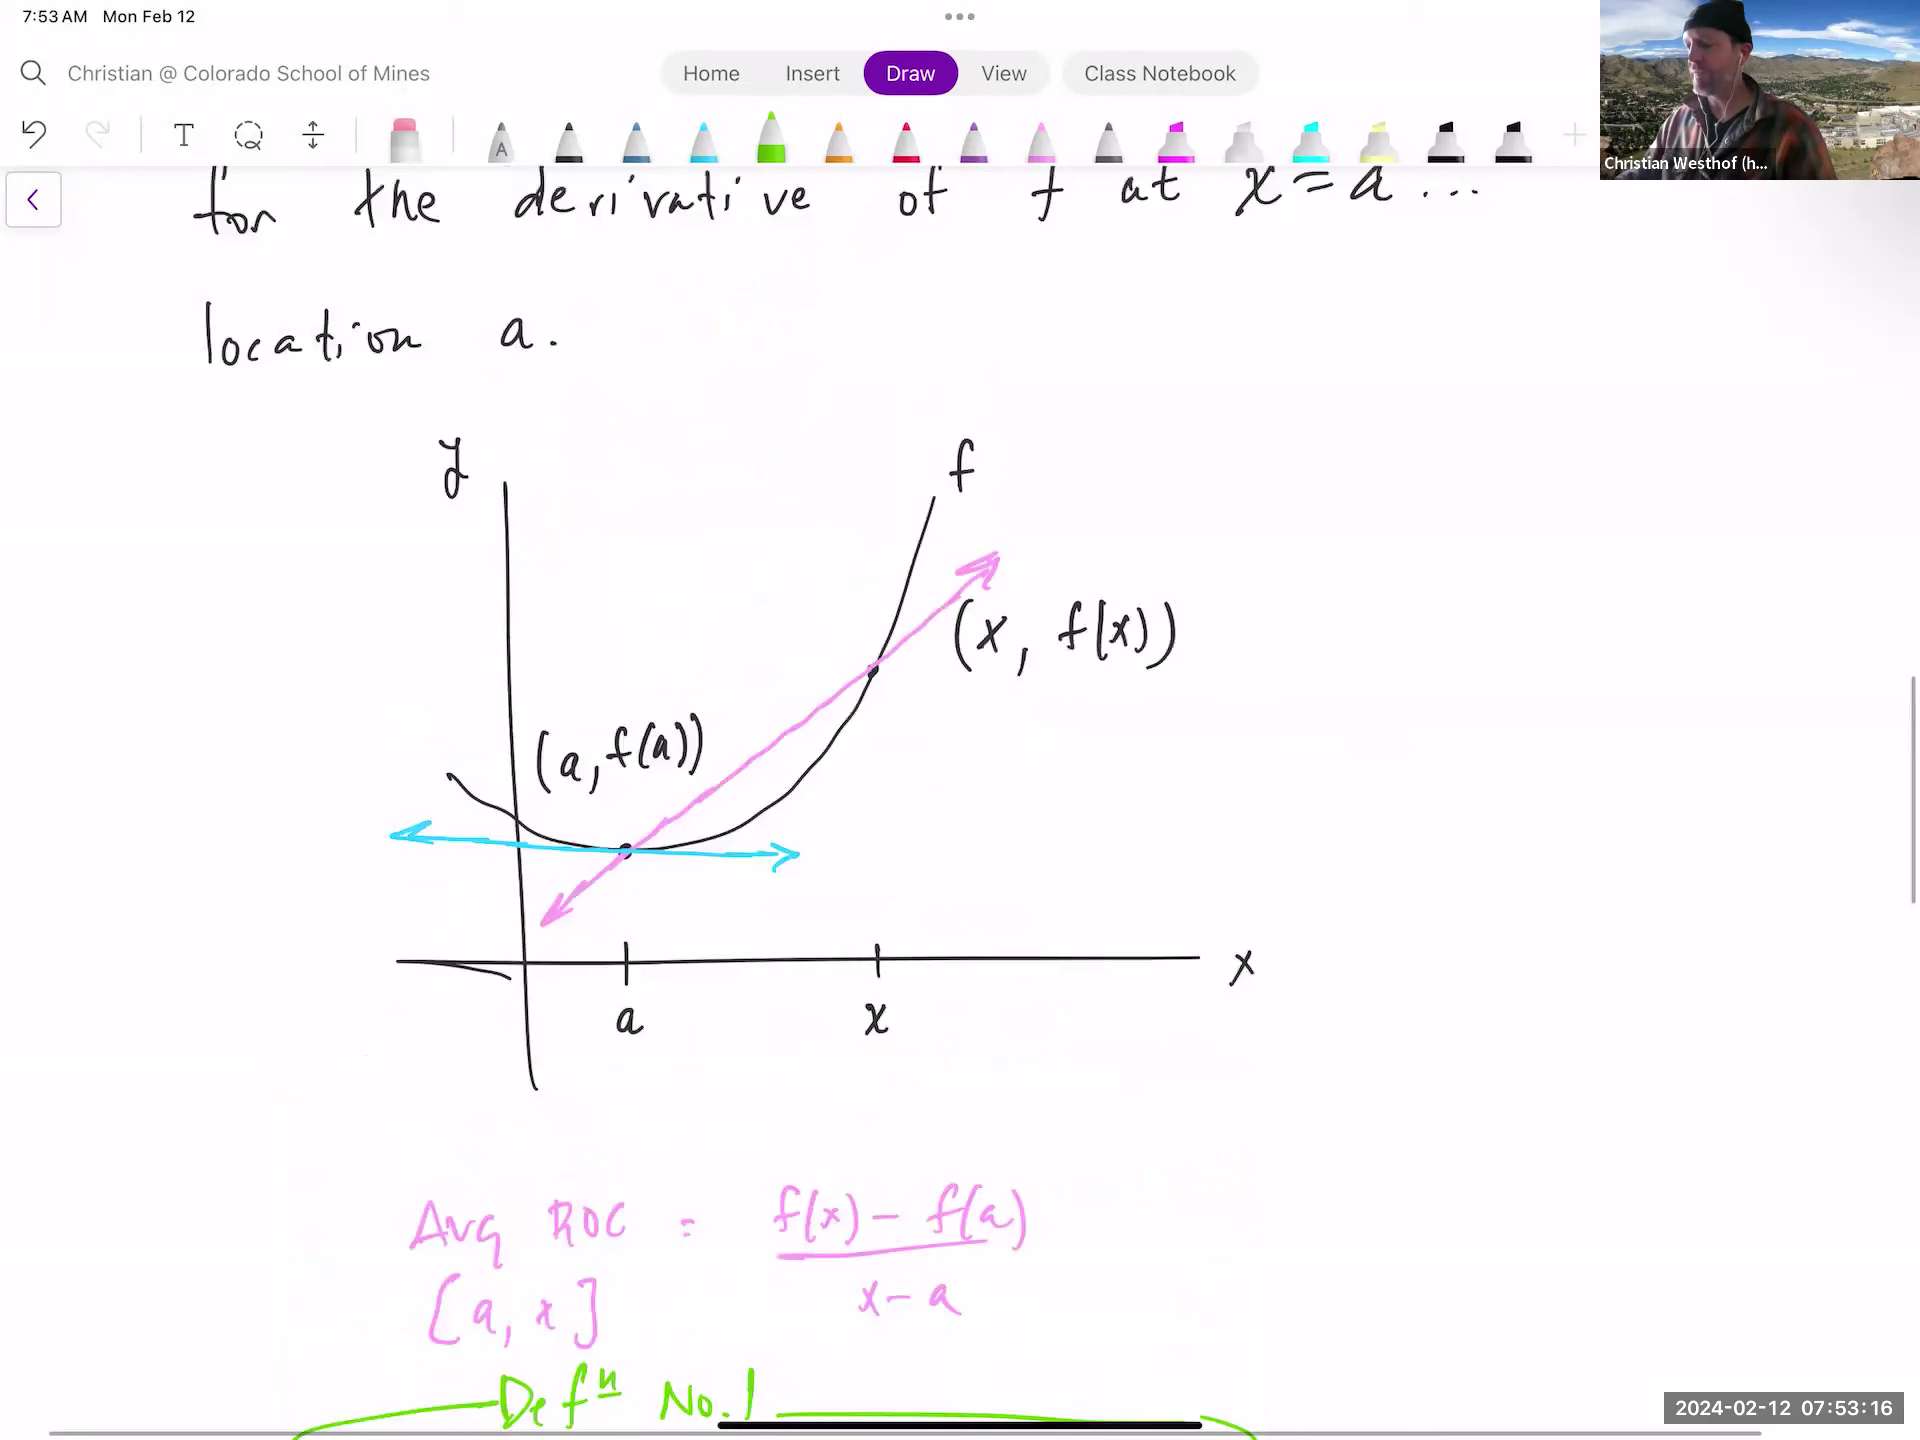 7:53 AM Mon Feb 12
Christian @ Colorado School of Mines
Home Insert Draw View Class Notebook
T
A
Christian Westhof (h...
for the derivative of f at x = a ...
location a.
y
f
(x, f(x))
(a, f(a))
x
a
x
Avg ROC = f(x) - f(a)
x - a
[a, x]
Defn No. 1
2024-02-12 07:53:16